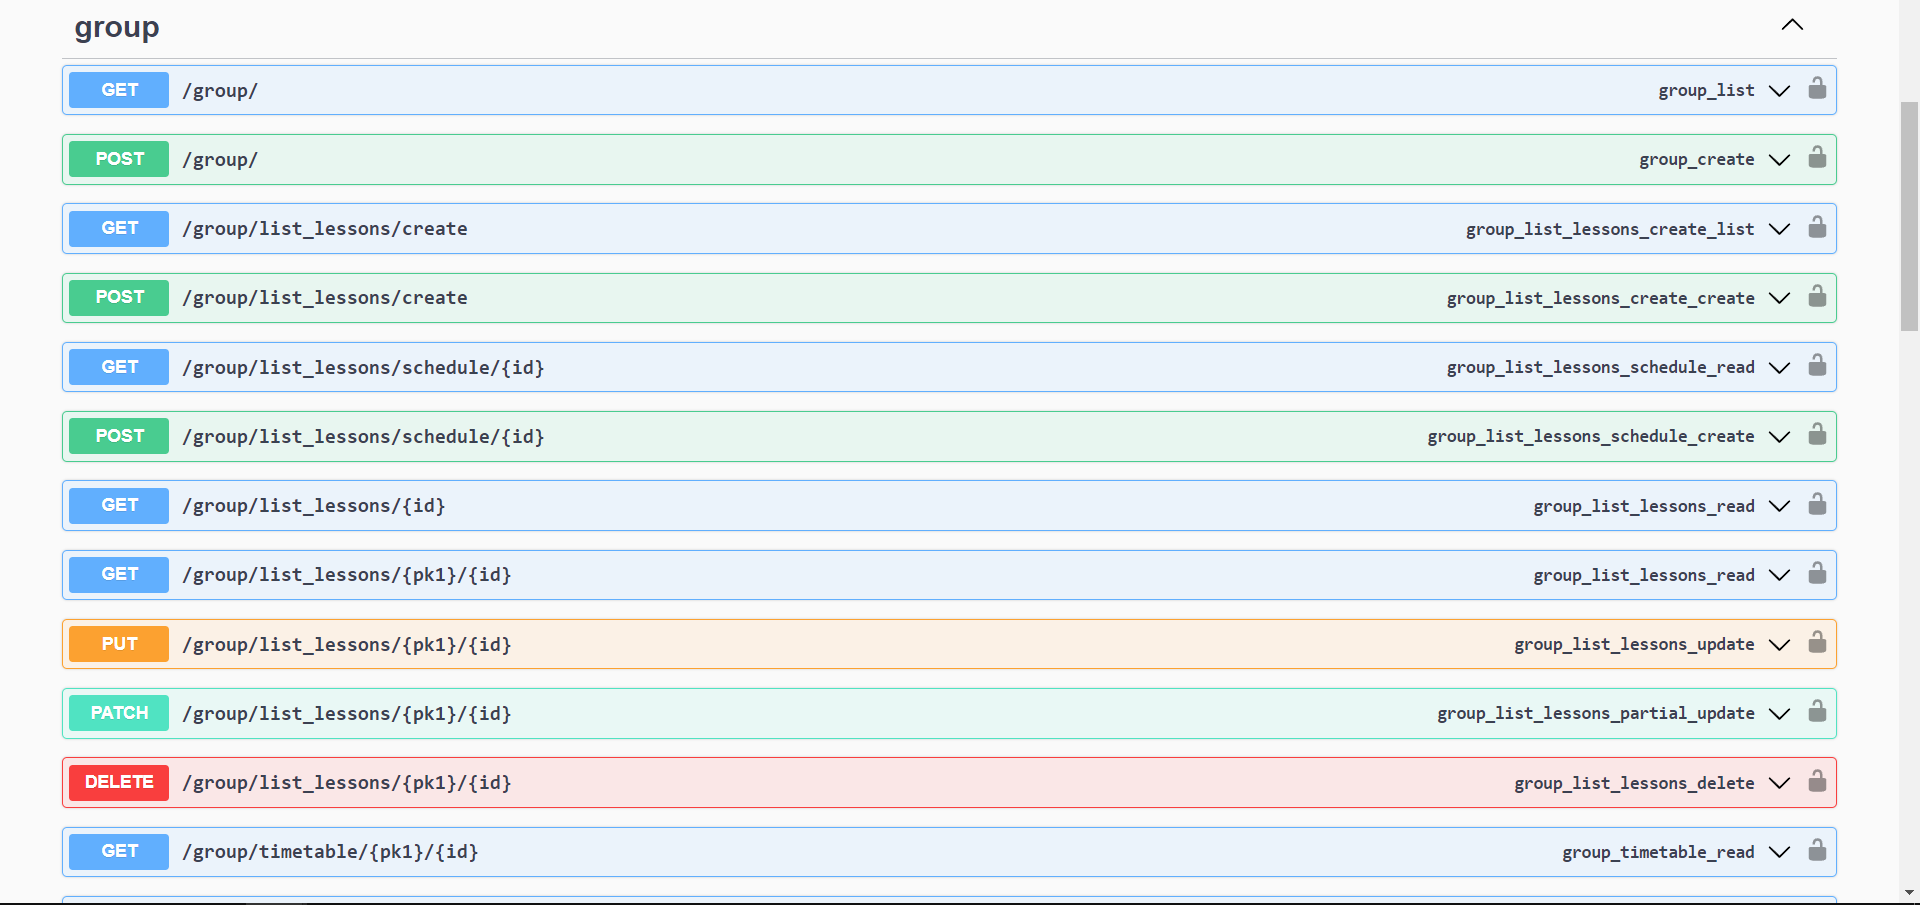 group
GET /group/ group_list
POST /group/ group_create
GET /group/list_lessons/create group_list_lessons_create_list
POST /group/list_lessons/create group_list_lessons_create_create
GET /group/list_lessons/schedule/{id} group_list_lessons_schedule_read
POST /group/list_lessons/schedule/{id} group_list_lessons_schedule_create
GET /group/list_lessons/{id} group_list_lessons_read
GET /group/list_lessons/{pk1}/{id} group_list_lessons_read
PUT /group/list_lessons/{pk1}/{id} group_list_lessons_update
PATCH /group/list_lessons/{pk1}/{id} group_list_lessons_partial_update
DELETE /group/list_lessons/{pk1}/{id} group_list_lessons_delete
GET /group/timetable/{pk1}/{id} group_timetable_read